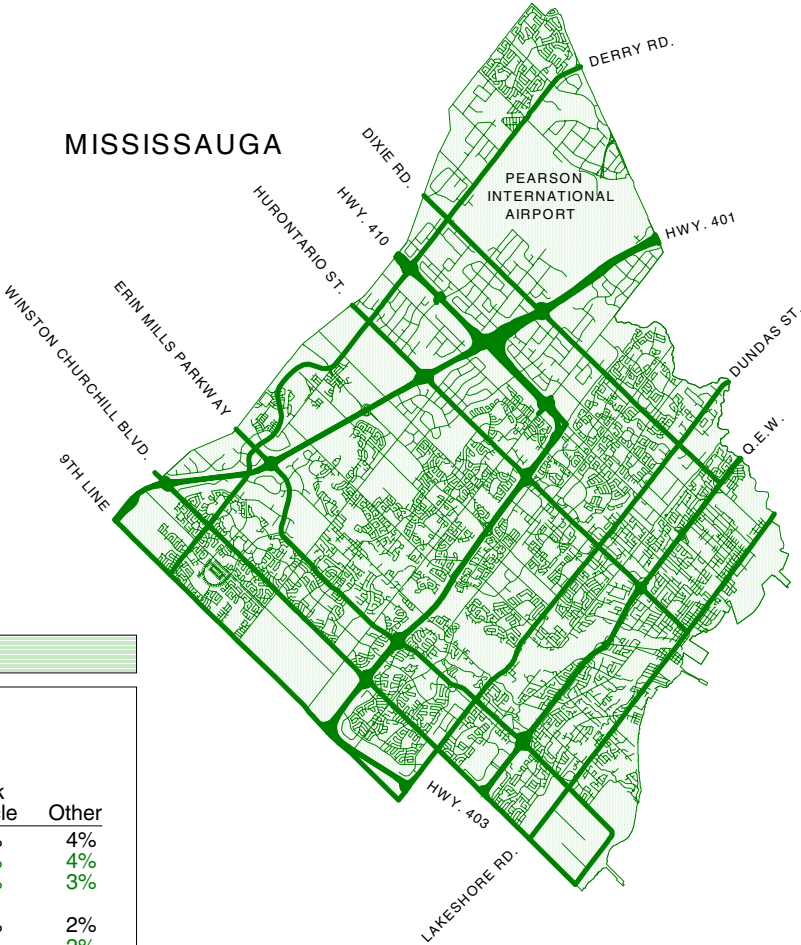 DERRY RD.
MISSISSAUGA
DIXIE RD.
PEARSON
INTERNATIONAL
AIRPORT
HWY. 410
HURONTARIO ST.
HWY. 401
ERIN MILLS PARKWAY
WINSTON CHURCHILL BLVD.
DUNDAS ST.
Q.E.W.
9TH LINE
HWY. 403
LAKESHORE RD.
Other
4%
4%
3%
2%
2%